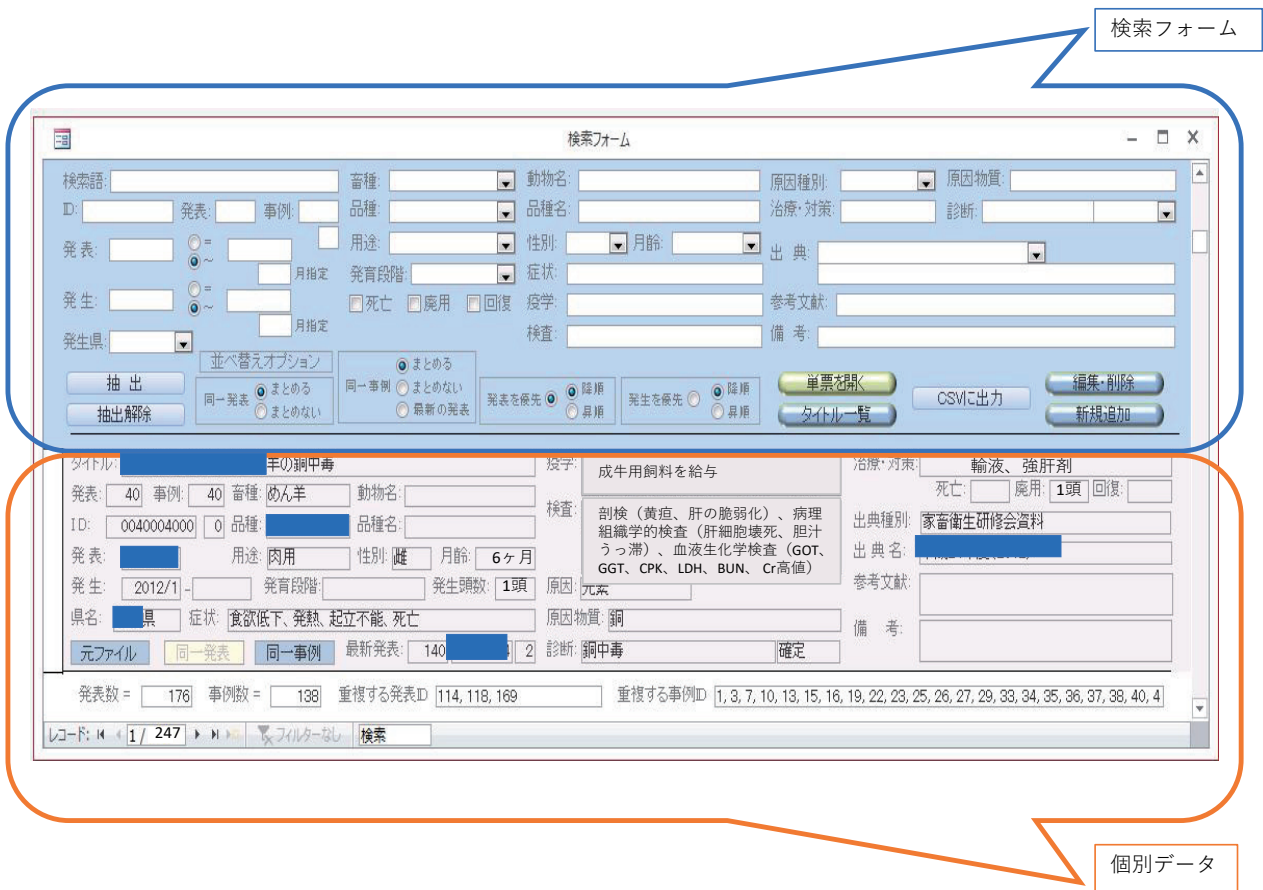 検索フォーム
検索フォーム
検索語: 畜種: 動物名: 原因種別: 原因物質:
ID: 発表: 事例: 品種: 品種名: 治療・対策: 診断:
発 表: = ～ 用途: 性別: 月齢: 出 典:
月指定 発育段階: 症状:
発 生: = ～ 死亡 廃用 回復 疫学: 参考文献:
月指定 検査: 備 考:
発生県:
並べ替えオプション
抽 出 抽出解除
同一発表 まとめる まとめない
同一事例 まとめる まとめない 最新の発表
発表を優先 降順 昇順
発生を優先 降順 昇順
単票を開く タイトル一覧
CSVに出力
編集・削除 新規追加
タイトル: 羊の銅中毒 疫学: 成牛用飼料を給与 治療・対策: 輸液、強肝剤
発表: 40 事例: 40 畜種: めん羊 動物名: 死亡: 廃用: 1頭 回復:
ID: 0040004000 0 品種: 品種名: 出典種別: 家畜衛生研修会資料
検査: 剖検（黄疸、肝の脆弱化）、病理
組織学的検査（肝細胞壊死、胆汁
うっ滞）、血液生化学検査（GOT、
GGT、CPK、LDH、BUN、 Cr高値）
発 表: 用途: 肉用 性別: 雌 月齢: 6ヶ月 出 典 名:
発 生: 2012/1 - 発育段階: 発生頭数: 1頭 原因: 元素 参考文献:
県名: 県 症状: 食欲低下、発熱、起立不能、死亡 原因物質: 銅 備 考:
元ファイル 同一発表 同一事例 最新発表: 140 2 診断: 銅中毒 確定
発表数 = 176 事例数 = 138 重複する発表ID 114, 118, 169 重複する事例ID 1, 3, 7, 10, 13, 15, 16, 19, 22, 23, 25, 26, 27, 29, 33, 34, 35, 36, 37, 38, 40, 4
レコード: 1 / 247 フィルターなし 検索
個別データ